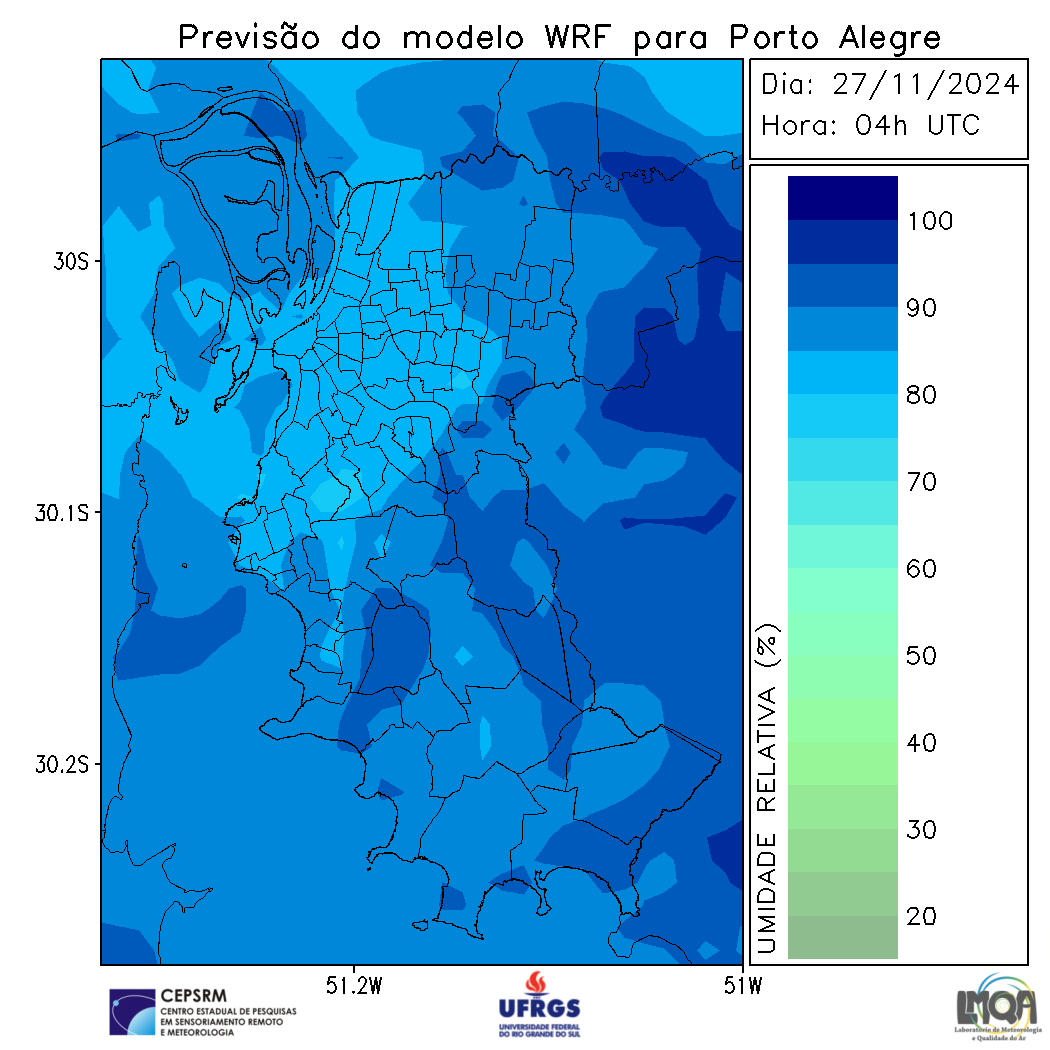 Previsão do modelo WRF para Porto Alegre
Dia: 27/11/2024
Hora: 04h UTC
30S
30.1S
30.2S
51.2W
51W
UMIDADE RELATIVA (%)
100
90
80
70
60
50
40
30
20
CEPSRM
CENTRO ESTADUAL DE PESQUISAS
EM SENSORIAMENTO REMOTO
E METEOROLOGIA
UFRGS
UNIVERSIDADE FEDERAL
DO RIO GRANDE DO SUL
LMQA
Laboratório de Meteorologia
e Qualidade do Ar